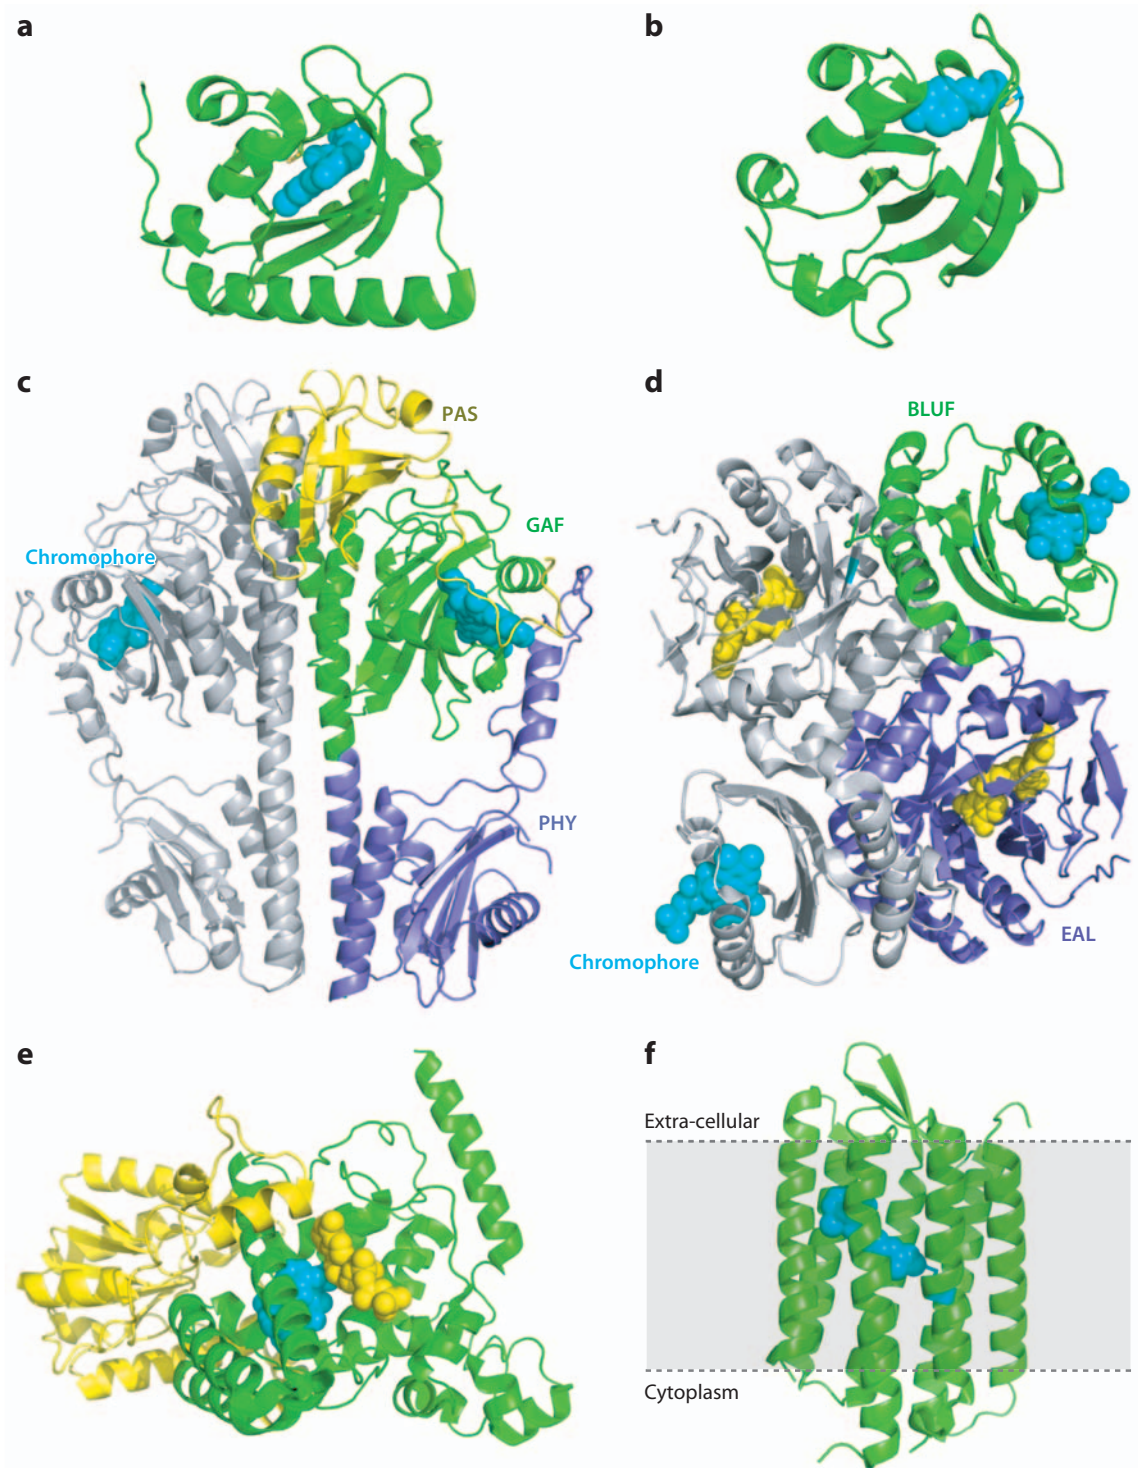 a
b
c
PAS
GAF
Chromophore
PHY
d
BLUF
EAL
Chromophore
e
f
Extra-cellular
Cytoplasm